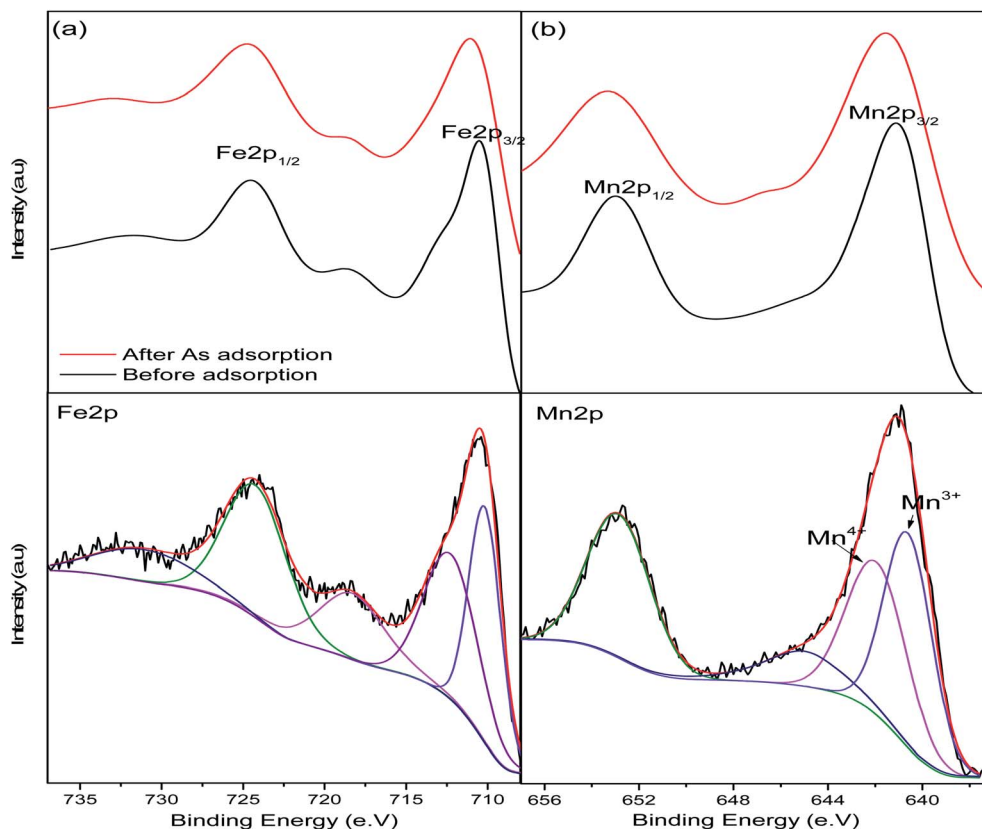 (a)
Fe2p1/2
Fe2p3/2
Intensity (au)
After As adsorption
Before adsorption
(b)
Mn2p1/2
Mn2p3/2
Fe2p
Intensity (au)
735 730 725 720 715 710
Binding Energy (e.V)
Mn2p
Mn4+
Mn3+
656 652 648 644 640
Binding Energy (e.V)